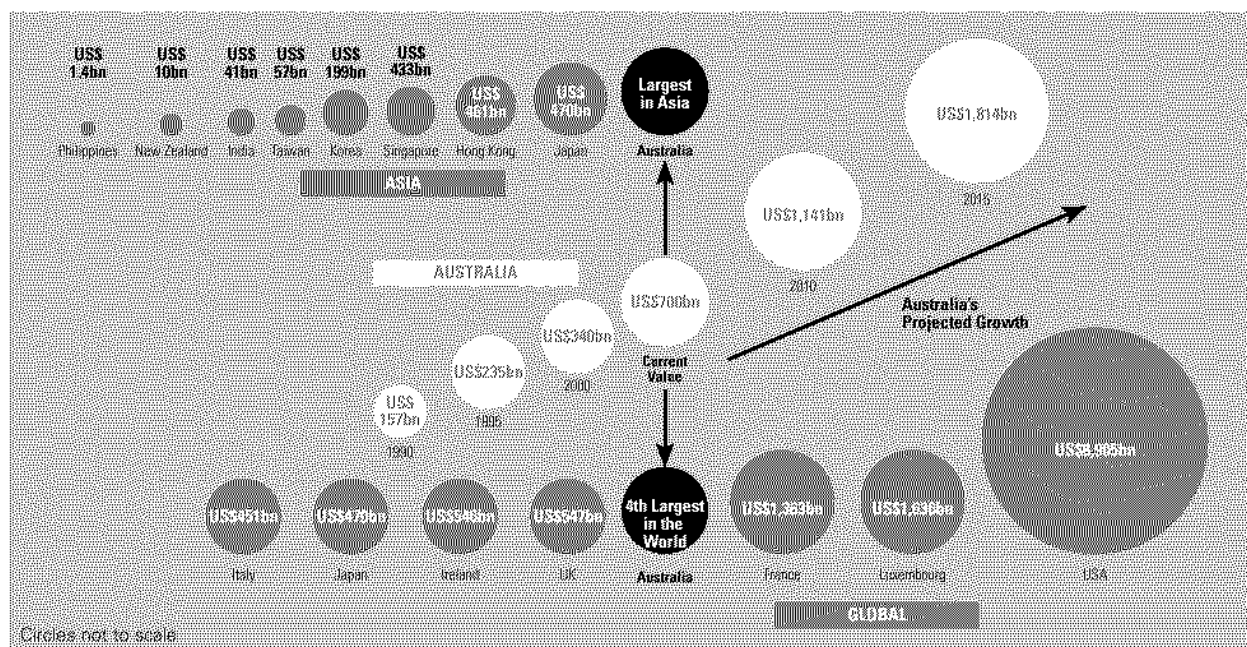 US$
1.4bn
US$
10bn
US$
41bn
US$
57bn
US$
199bn
US$
433bn
US$
461bn
US$
470bn
Largest
in Asia
Philippines
New Zealand
India
Taiwan
Korea
Singapore
Hong Kong
Japan
Australia
ASIA
US$1,814bn
2015
US$1,141bn
2010
AUSTRALIA
US$700bn
Current
Value
Australia's
Projected Growth
US$340bn
2000
US$235bn
1995
US$
157bn
1990
US$451bn
US$470bn
US$546bn
US$547bn
4th Largest
in the
World
US$1,363bn
US$1,636bn
US$8,905bn
Italy
Japan
Ireland
UK
Australia
France
Luxembourg
USA
GLOBAL
Circles not to scale